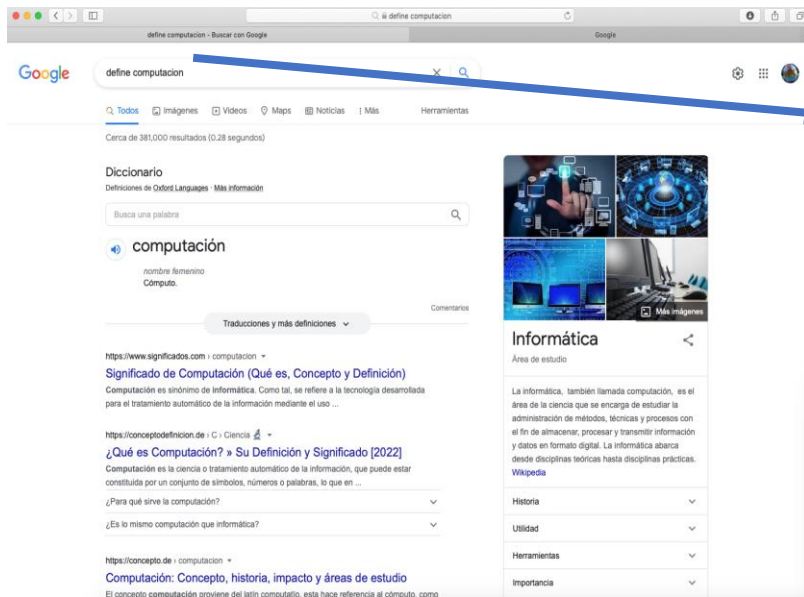 define computacion
define computacion - Buscar con Google
Google
Google
define computacion
Todos
Imágenes
Videos
Maps
Noticias
Más
Herramientas
Cerca de 381,000 resultados (0.28 segundos)
Diccionario
Definiciones de Oxford Languages · Más información
Busca una palabra
computación
nombre femenino
Cómputo.
Comentarios
Traducciones y más definiciones
https://www.significados.com › computacion
Significado de Computación (Qué es, Concepto y Definición)
Computación es sinónimo de informática. Como tal, se refiere a la tecnología desarrollada
para el tratamiento automático de la información mediante el uso ...
https://conceptodefinicion.de › C › Ciencia
¿Qué es Computación? » Su Definición y Significado [2022]
Computación es la ciencia o tratamiento automático de la información, que puede estar
constituida por un conjunto de símbolos, números o palabras, lo que en ...
¿Para qué sirve la computación?
¿Es lo mismo computación que informática?
https://concepto.de › computacion
Computación: Concepto, historia, impacto y áreas de estudio
El concepto computación proviene del latín computatio, esta hace referencia al cómputo, como
Más imágenes
Informática
Área de estudio
La informática, también llamada computación, es el
área de la ciencia que se encarga de estudiar la
administración de métodos, técnicas y procesos con
el fin de almacenar, procesar y transmitir información
y datos en formato digital. La informática abarca
desde disciplinas teóricas hasta disciplinas prácticas.
Wikipedia
Historia
Utilidad
Herramientas
Importancia